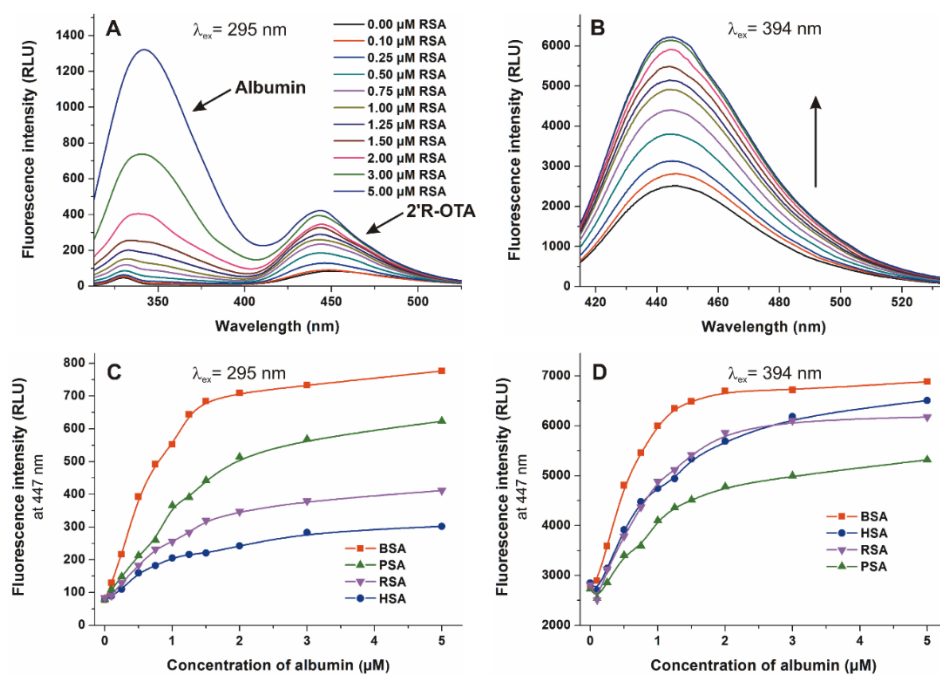 A
λex= 295 nm
Albumin
2'R-OTA
0.00 µM RSA
0.10 µM RSA
0.25 µM RSA
0.50 µM RSA
0.75 µM RSA
1.00 µM RSA
1.25 µM RSA
1.50 µM RSA
2.00 µM RSA
3.00 µM RSA
5.00 µM RSA
Fluorescence intensity (RLU)
1400
1200
1000
800
600
400
200
0
350
400
450
500
Wavelength (nm)
B
λex= 394 nm
Fluorescence intensity (RLU)
6000
5000
4000
3000
2000
1000
0
420
440
460
480
500
520
Wavelength (nm)
C
λex= 295 nm
Fluorescence intensity (RLU)
at 447 nm
800
700
600
500
400
300
200
100
0
BSA
PSA
RSA
HSA
0
1
2
3
4
5
Concentration of albumin (µM)
D
λex= 394 nm
Fluorescence intensity (RLU)
at 447 nm
7000
6000
5000
4000
3000
2000
BSA
HSA
RSA
PSA
0
1
2
3
4
5
Concentration of albumin (µM)